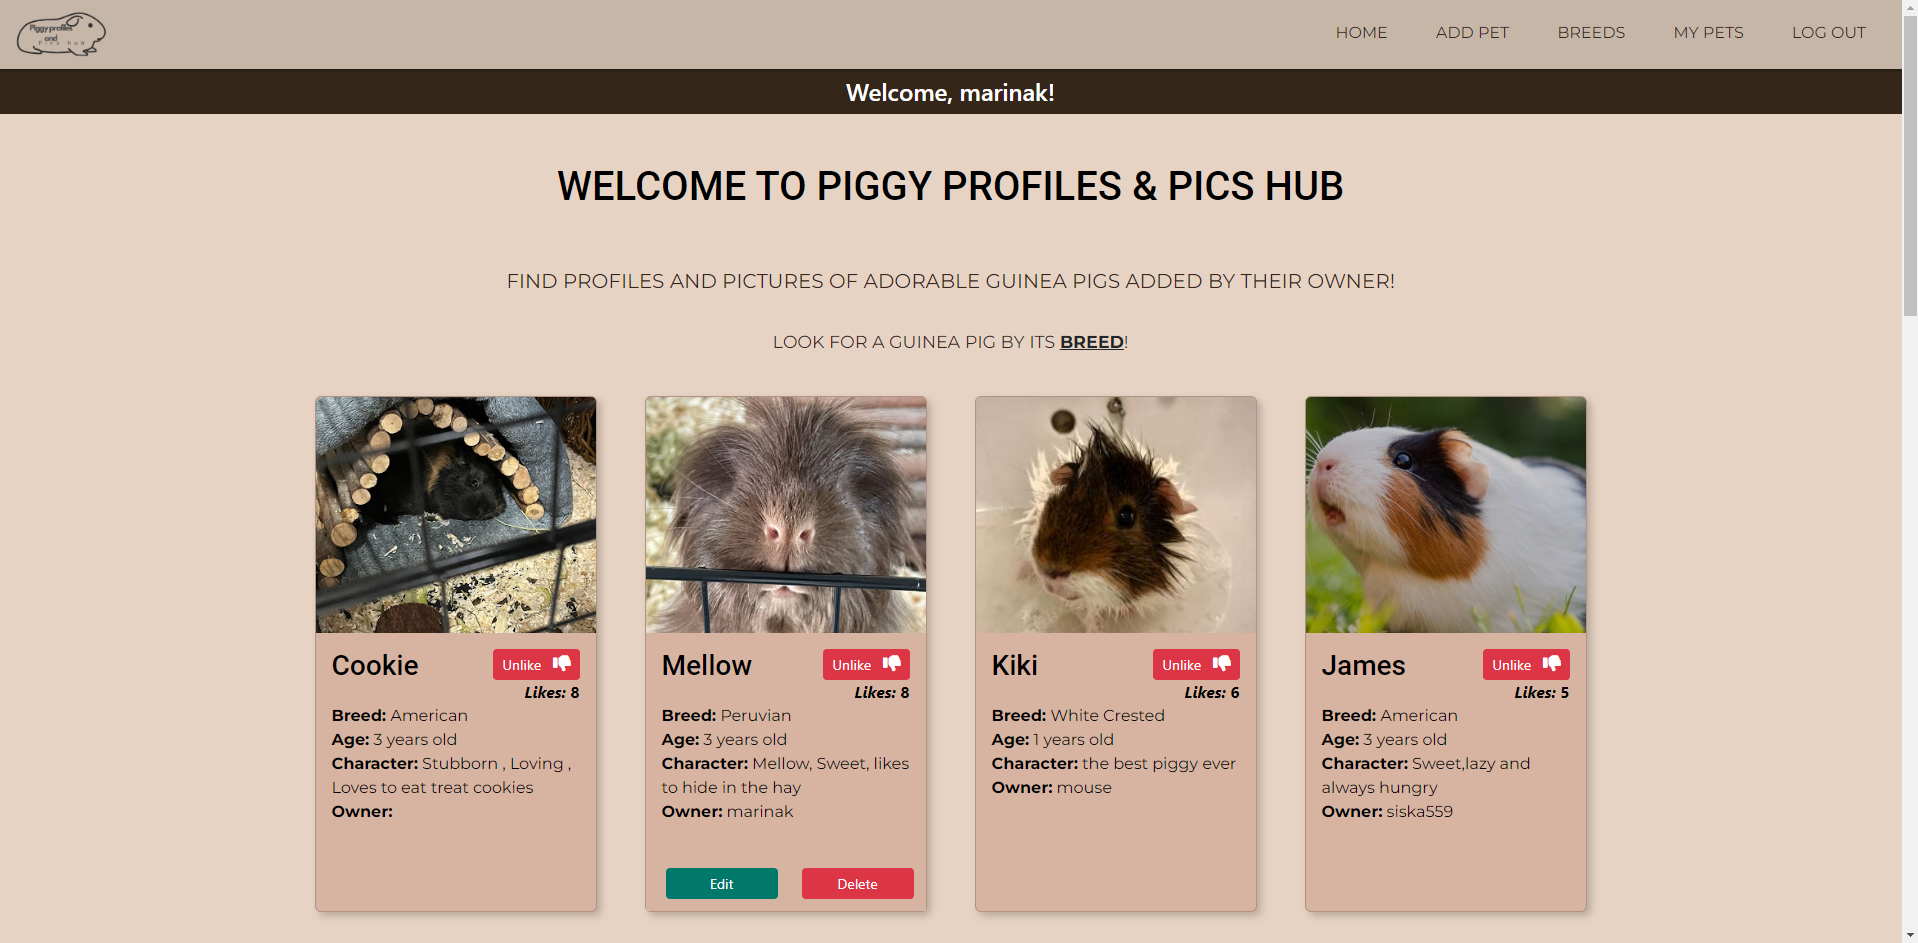 Piggy profiles
and
Pics hub
HOME
ADD PET
BREEDS
MY PETS
LOG OUT
Welcome, marinak!
WELCOME TO PIGGY PROFILES & PICS HUB
FIND PROFILES AND PICTURES OF ADORABLE GUINEA PIGS ADDED BY THEIR OWNER!
LOOK FOR A GUINEA PIG BY ITS BREED!
Cookie
Unlike
Likes: 8
Breed: American
Age: 3 years old
Character: Stubborn , Loving ,
Loves to eat treat cookies
Owner:
Mellow
Unlike
Likes: 8
Breed: Peruvian
Age: 3 years old
Character: Mellow, Sweet, likes
to hide in the hay
Owner: marinak
Edit
Delete
Kiki
Unlike
Likes: 6
Breed: White Crested
Age: 1 years old
Character: the best piggy ever
Owner: mouse
James
Unlike
Likes: 5
Breed: American
Age: 3 years old
Character: Sweet,lazy and
always hungry
Owner: siska559